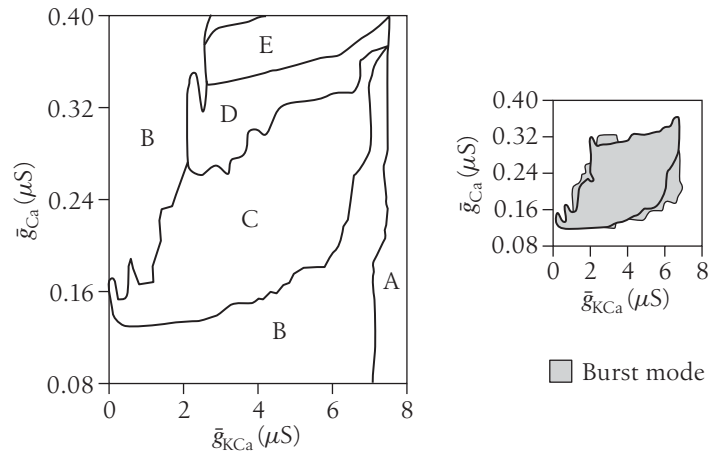 0.40
0.32
0.24
0.16
0.08
ḡCa (μS)
E
D
B
C
A
B
0 2 4 6 8
ḡKCa (μS)
0.40
0.32
0.24
0.16
0.08
ḡCa (μS)
0 2 4 6 8
ḡKCa (μS)
Burst mode